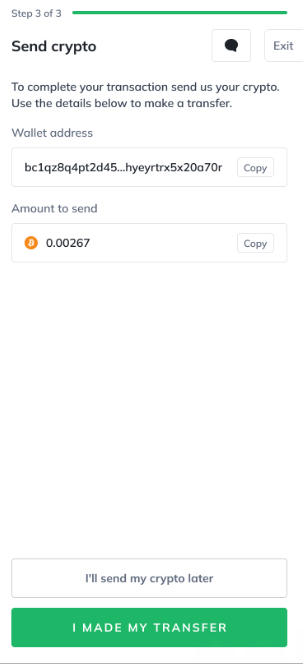 Step 3 of 3
Send crypto
Exit
To complete your transaction send us your crypto.
Use the details below to make a transfer.
Wallet address
bc1qz8q4pt2d45...hyeyrtrx5x20a70r
Copy
Amount to send
0.00267
Copy
I'll send my crypto later
I MADE MY TRANSFER